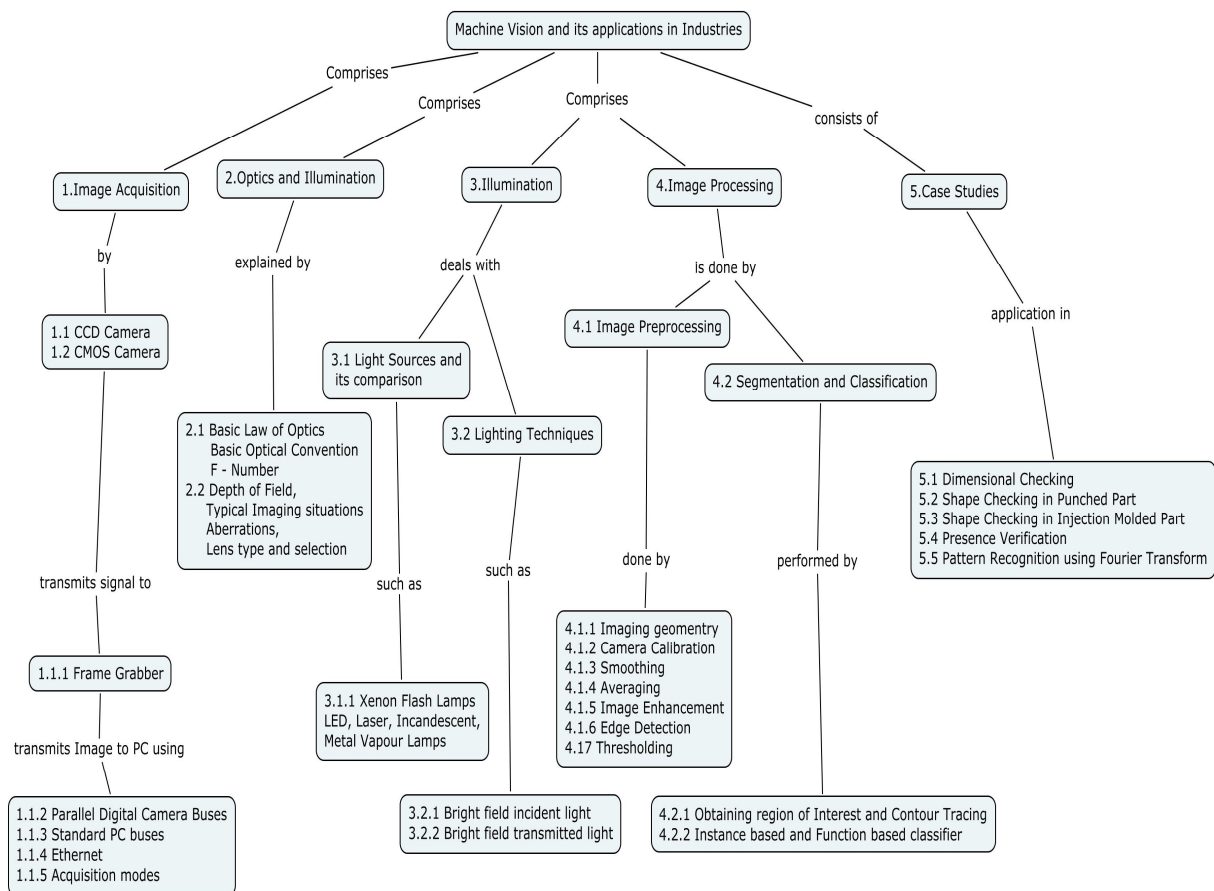 Machine Vision and its applications in Industries
Comprises
Comprises
Comprises
consists of
1.Image Acquisition
2.Optics and Illumination
3.Illumination
4.Image Processing
5.Case Studies
by
explained by
deals with
is done by
application in
1.1 CCD Camera
1.2 CMOS Camera
2.1 Basic Law of Optics
Basic Optical Convention
F - Number
2.2 Depth of Field,
Typical Imaging situations
Aberrations,
Lens type and selection
3.1 Light Sources and
its comparison
3.2 Lighting Techniques
4.1 Image Preprocessing
4.2 Segmentation and Classification
5.1 Dimensional Checking
5.2 Shape Checking in Punched Part
5.3 Shape Checking in Injection Molded Part
5.4 Presence Verification
5.5 Pattern Recognition using Fourier Transform
transmits signal to
such as
such as
done by
performed by
1.1.1 Frame Grabber
transmits Image to PC using
1.1.2 Parallel Digital Camera Buses
1.1.3 Standard PC buses
1.1.4 Ethernet
1.1.5 Acquisition modes
3.1.1 Xenon Flash Lamps
LED, Laser, Incandescent,
Metal Vapour Lamps
3.2.1 Bright field incident light
3.2.2 Bright field transmitted light
4.1.1 Imaging geomentry
4.1.2 Camera Calibration
4.1.3 Smoothing
4.1.4 Averaging
4.1.5 Image Enhancement
4.1.6 Edge Detection
4.17 Thresholding
4.2.1 Obtaining region of Interest and Contour Tracing
4.2.2 Instance based and Function based classifier